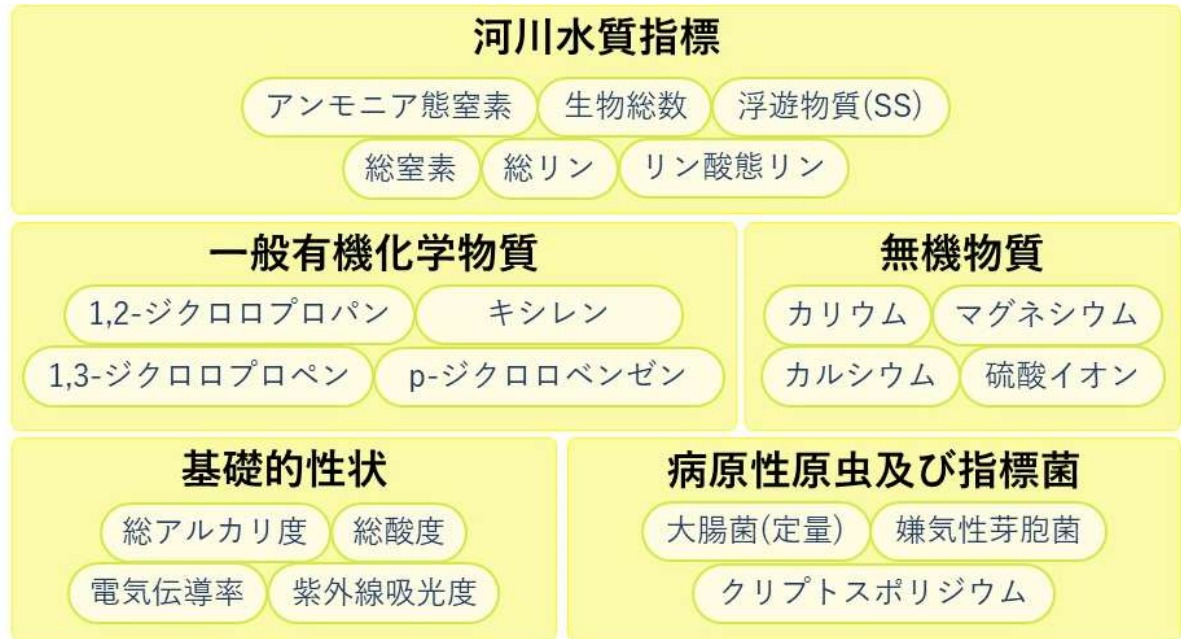 河川水質指標
アンモニア態窒素 生物総数 浮遊物質(SS)
総窒素 総リン リン酸態リン
一般有機化学物質
1,2-ジクロロプロパン キシレン
1,3-ジクロロプロペン p-ジクロロベンゼン
無機物質
カリウム マグネシウム
カルシウム 硫酸イオン
基礎的性状
総アルカリ度 総酸度
電気伝導率 紫外線吸光度
病原性原虫及び指標菌
大腸菌(定量) 嫌気性芽胞菌
クリプトスポリジウム